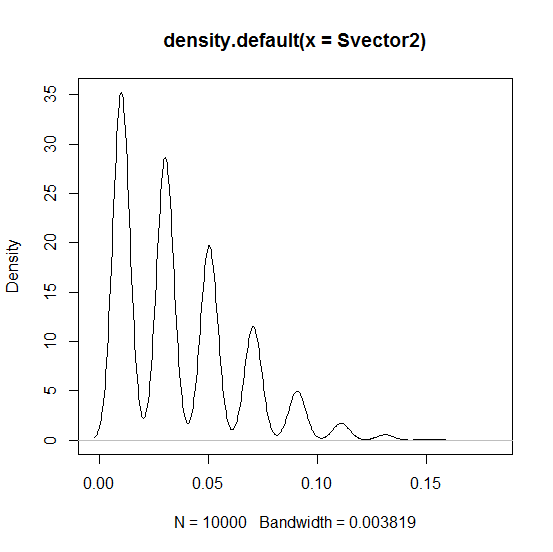 density.default(x = Svector2)
Density
35
30
25
20
15
10
5
0
0.00 0.05 0.10 0.15
N = 10000 Bandwidth = 0.003819